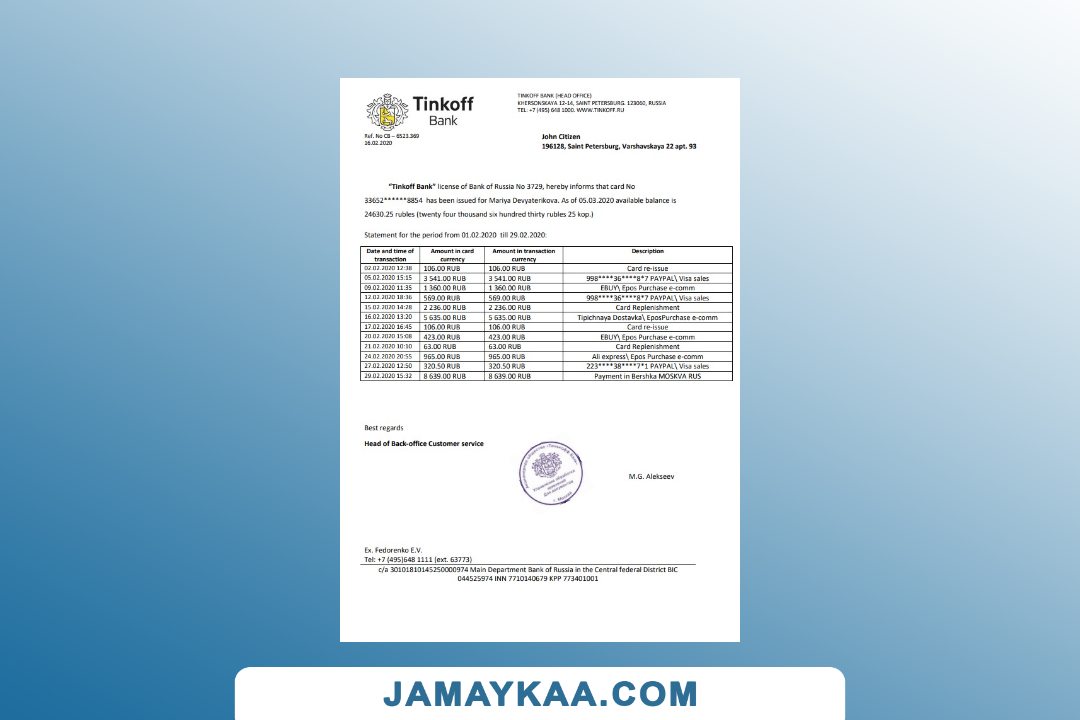 Tinkoff
Bank
TINKOFF BANK (HEAD OFFICE)
KHERSONSKAYA 12-14, SAINT PETERSBURG. 123060, RUSSIA
TEL: +7 (495) 648 1000. WWW.TINKOFF.RU
Ref. No CB – 6523.369
16.02.2020
John Citizen
196128, Saint Petersburg, Varshavskaya 22 apt. 93
"Tinkoff Bank" license of Bank of Russia No 3729, hereby informs that card No
33652******8854 has been issued for Mariya Devyaterikova. As of 05.03.2020 available balance is
24630.25 rubles (twenty four thousand six hundred thirty rubles 25 kop.)
Statement for the period from 01.02.2020 till 29.02.2020:
Date and time of transaction Amount in card currency Amount in transaction currency Description
02.02.2020 12:38 106.00 RUB 106.00 RUB Card re-issue
05.02.2020 15:15 3 541.00 RUB 3 541.00 RUB 998****36****8*7 PAYPAL\ Visa sales
09.02.2020 11:35 1 360.00 RUB 1 360.00 RUB EBUY\ Epos Purchase e-comm
12.02.2020 18:36 569.00 RUB 569.00 RUB 998****36****8*7 PAYPAL\ Visa sales
15.02.2020 14:28 2 236.00 RUB 2 236.00 RUB Card Replenishment
16.02.2020 13:20 5 635.00 RUB 5 635.00 RUB Tipichnaya Dostavka\ EposPurchase e-comm
17.02.2020 16:45 106.00 RUB 106.00 RUB Card re-issue
20.02.2020 15:08 423.00 RUB 423.00 RUB EBUY\ Epos Purchase e-comm
21.02.2020 10:10 63.00 RUB 63.00 RUB Card Replenishment
24.02.2020 20:55 965.00 RUB 965.00 RUB Ali express\ Epos Purchase e-comm
27.02.2020 12:50 320.50 RUB 320.50 RUB 223****38****7*1 PAYPAL\ Visa sales
29.02.2020 15:32 8 639.00 RUB 8 639.00 RUB Payment in Bershka MOSKVA RUS
Best regards
Head of Back-office Customer service
M.G. Alekseev
Ex. Fedorenko E.V.
Tel: +7 (495)648 1111 (ext. 63773)
c/a 30101810145250000974 Main Department Bank of Russia in the Central federal District BIC
044525974 INN 7710140679 KPP 773401001
JAMAYKAA.COM